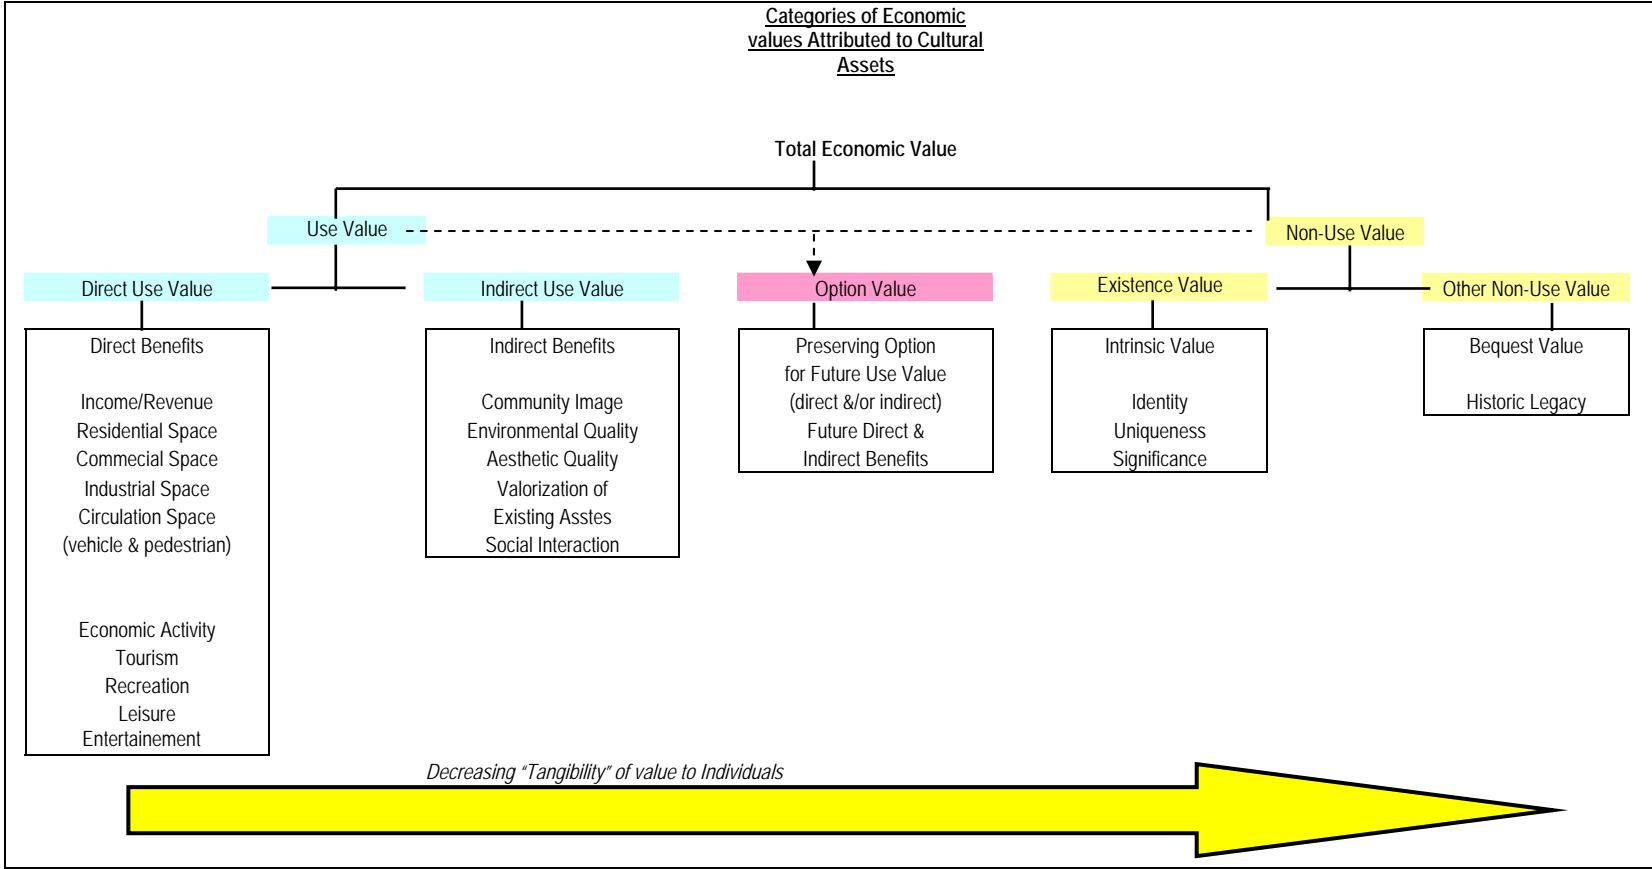 Categories of Economic
values Attributed to Cultural
Assets
Total Economic Value
Use Value
Non-Use Value
Direct Use Value
Indirect Use Value
Option Value
Existence Value
Other Non-Use Value
Direct Benefits
Income/Revenue
Residential Space
Commecial Space
Industrial Space
Circulation Space
(vehicle & pedestrian)
Economic Activity
Tourism
Recreation
Leisure
Entertainement
Indirect Benefits
Community Image
Environmental Quality
Aesthetic Quality
Valorization of
Existing Asstes
Social Interaction
Preserving Option
for Future Use Value
(direct &/or indirect)
Future Direct &
Indirect Benefits
Intrinsic Value
Identity
Uniqueness
Significance
Bequest Value
Historic Legacy
Decreasing “Tangibility” of value to Individuals